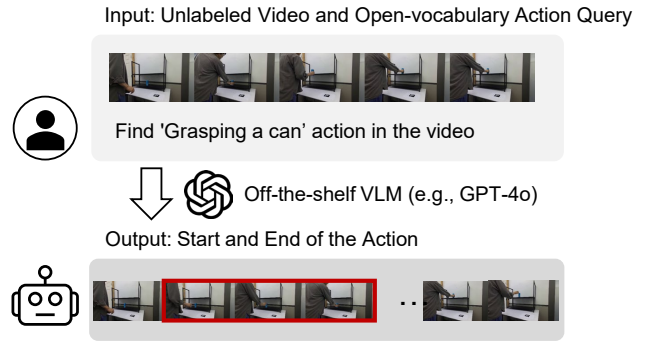 Input: Unlabeled Video and Open-vocabulary Action Query
Find 'Grasping a can’ action in the video
Off-the-shelf VLM (e.g., GPT-4o)
Output: Start and End of the Action
...